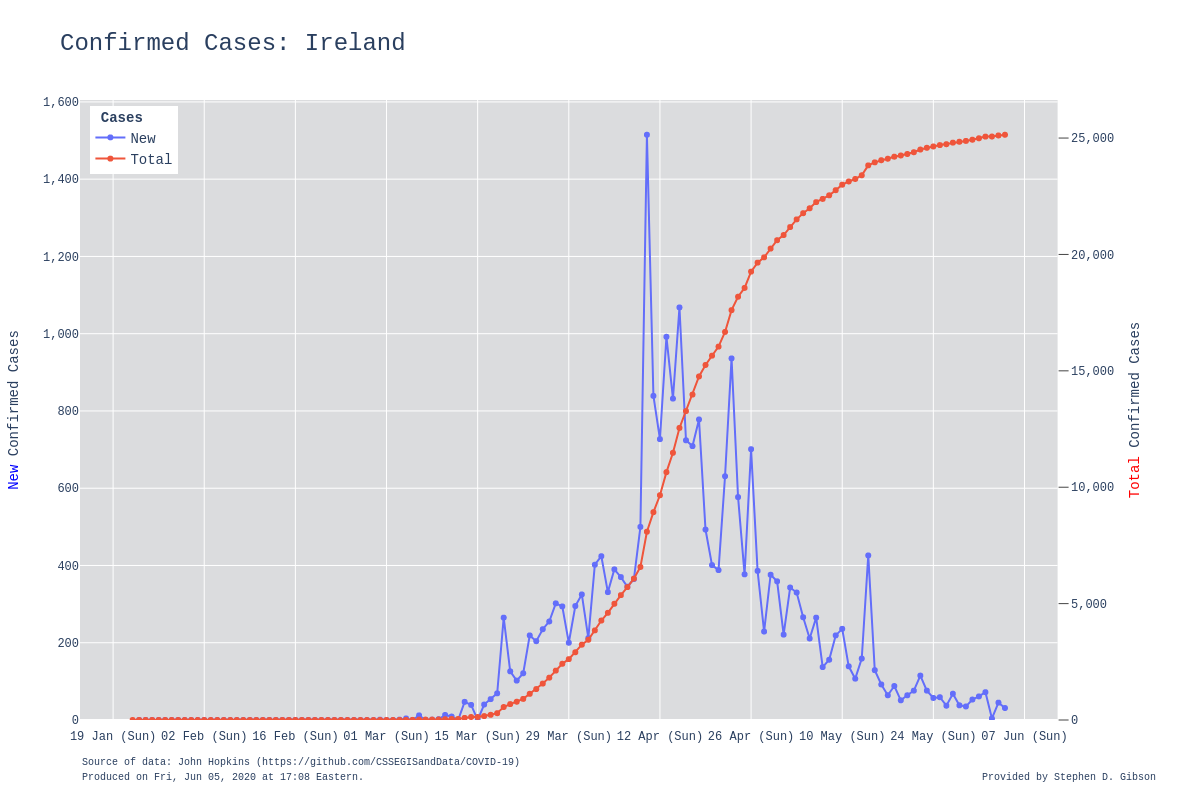 Confirmed Cases: Ireland
Cases
New
Total
1,600
1,400
1,200
1,000
800
600
400
200
0
New Confirmed Cases
25,000
20,000
15,000
10,000
5,000
0
Total Confirmed Cases
19 Jan (Sun) 02 Feb (Sun) 16 Feb (Sun) 01 Mar (Sun) 15 Mar (Sun) 29 Mar (Sun) 12 Apr (Sun) 26 Apr (Sun) 10 May (Sun) 24 May (Sun) 07 Jun (Sun)
Source of data: John Hopkins (https://github.com/CSSEGISandData/COVID-19)
Produced on Fri, Jun 05, 2020 at 17:08 Eastern.
Provided by Stephen D. Gibson